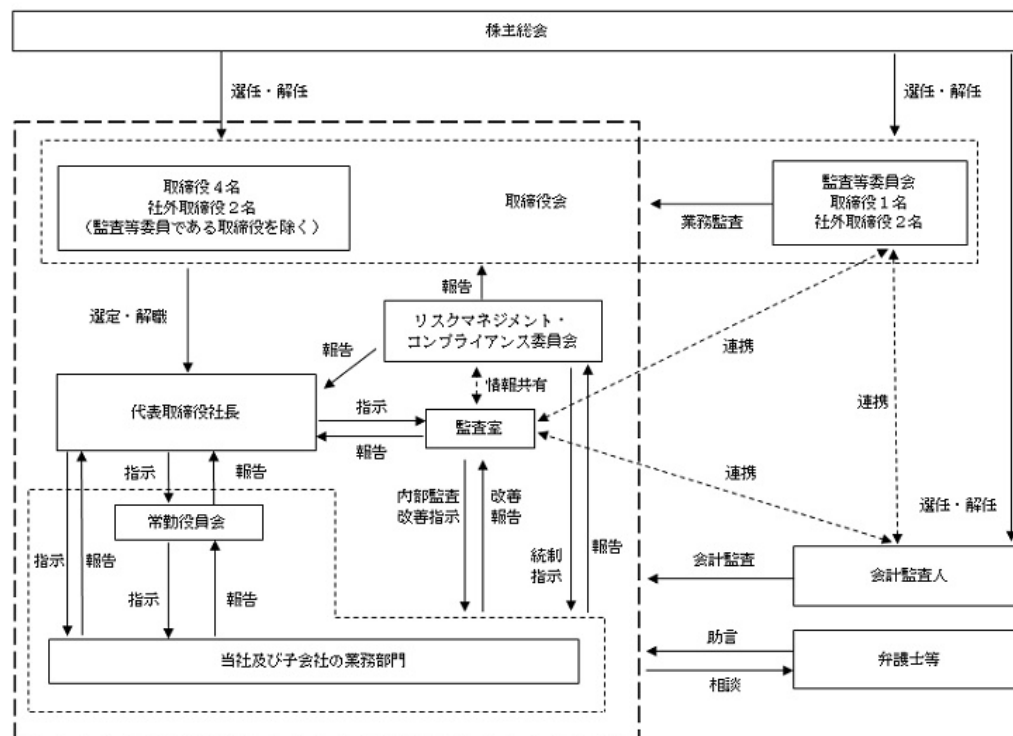 株主総会
選任・解任
選任・解任
取締役4名
社外取締役2名
(監査等委員である取締役を除く)
取締役会
業務監査
監査等委員会
取締役1名
社外取締役2名
報告
選定・解職
リスクマネジメント・
コンプライアンス委員会
報告
連携
情報共有
代表取締役社長
指示
監査室
報告
連携
指示
報告
連携
内部監査
改善指示
改善
報告
選任・解任
常勤役員会
指示
報告
統制
指示
報告
会計監査
会計監査人
指示
報告
助言
当社及び子会社の業務部門
弁護士等
相談